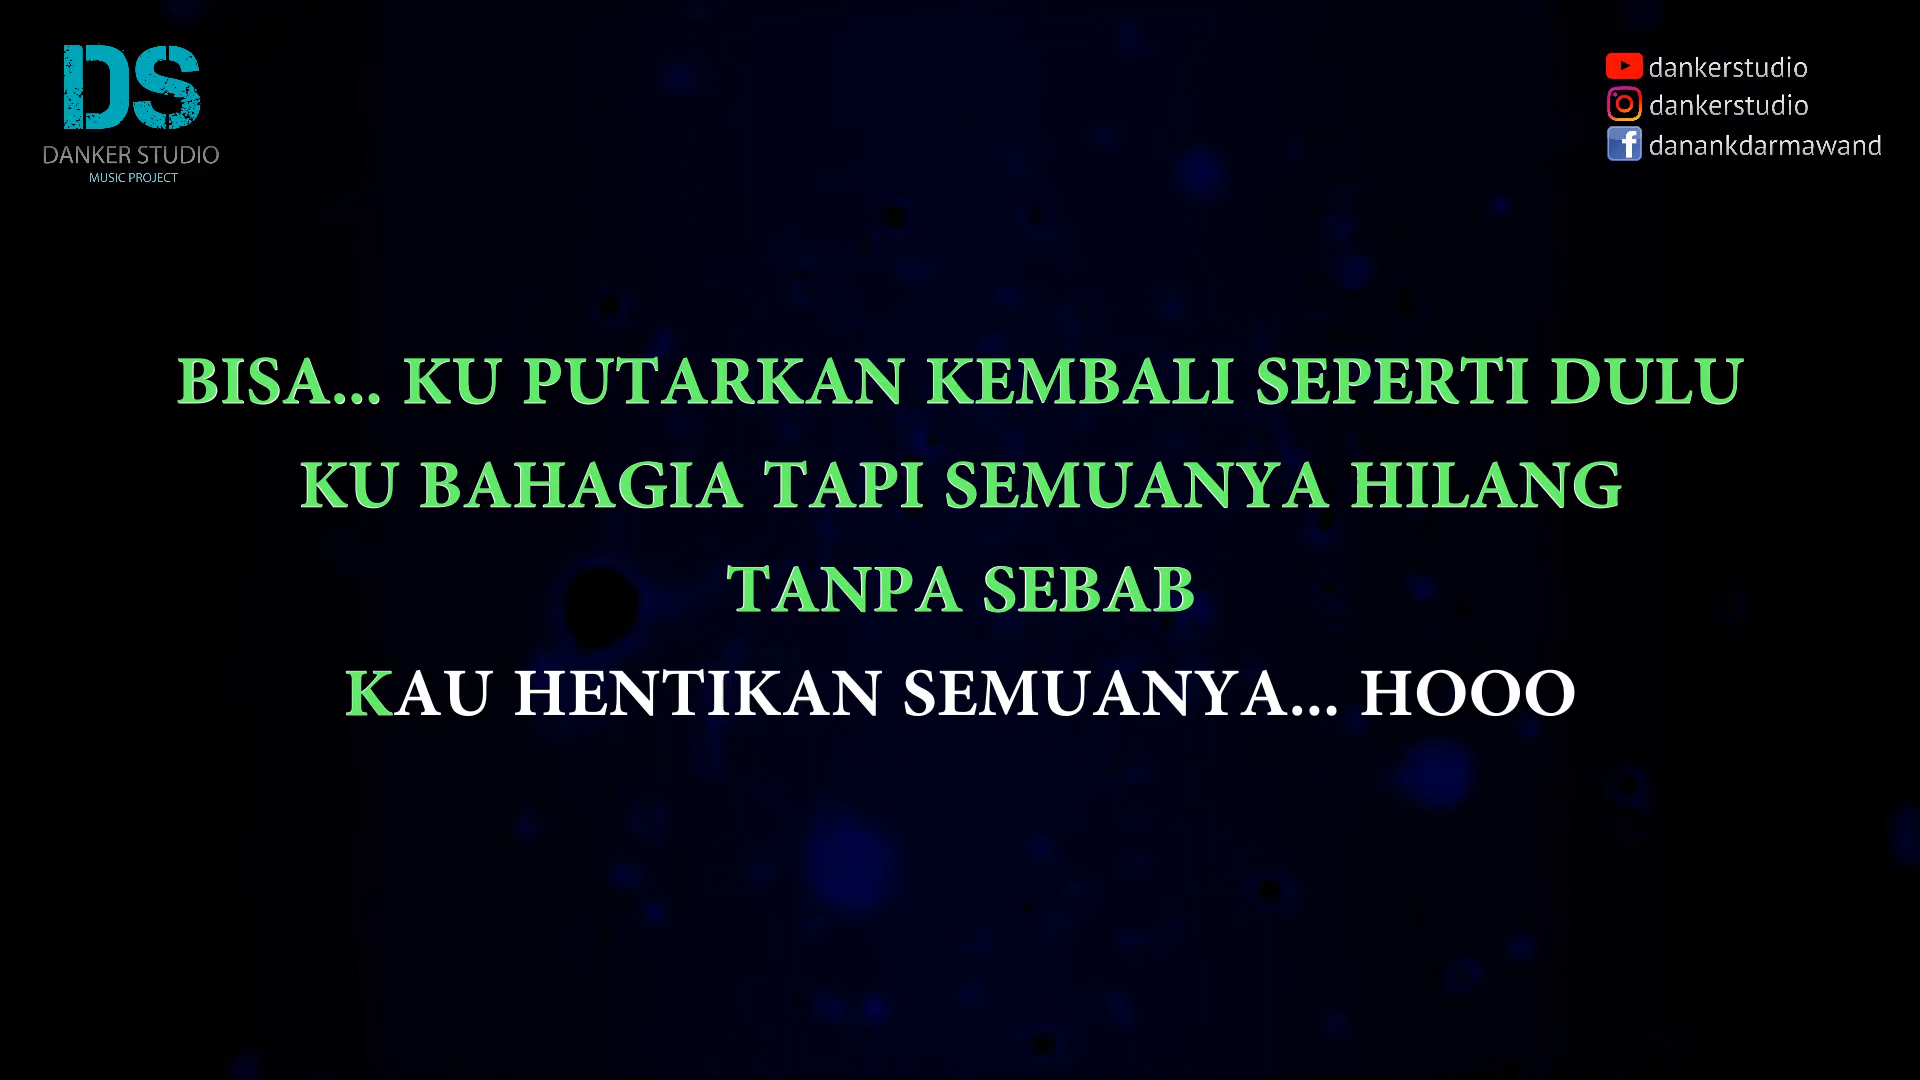 DS
DANKER STUDIO
MUSIC PROJECT
dankerstudio
dankerstudio
danankdarmawand
BISA... KU PUTARKAN KEMBALI SEPERTI DULU
KU BAHAGIA TAPI SEMUANYA HILANG
TANPA SEBAB
KAU HENTIKAN SEMUANYA... HOOO